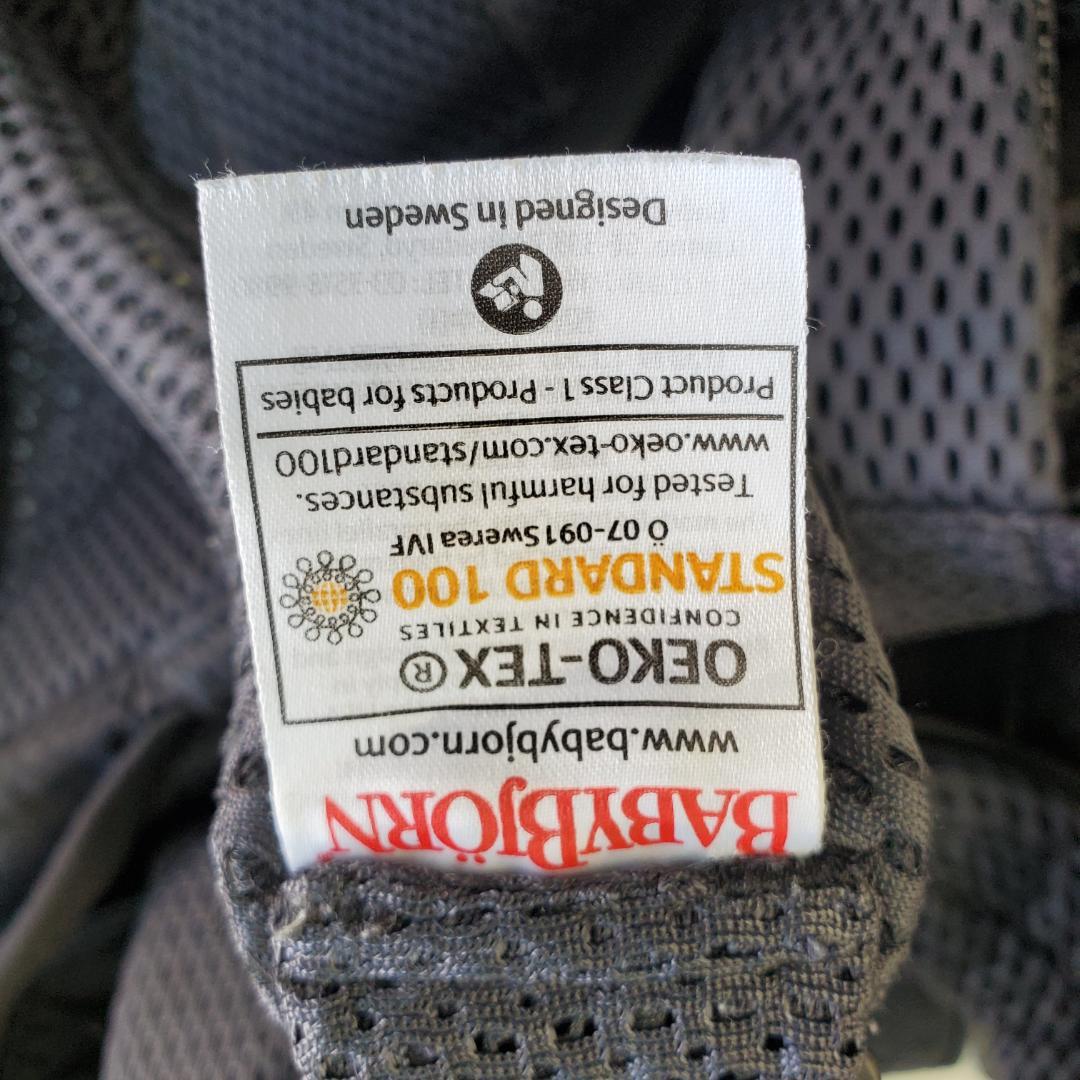 BABYBJÖRN
www.babybjorn.com
OEKO-TEX®
CONFIDENCE IN TEXTILES
STANDARD 100
Ö 07-091 Swerea IVF
Tested for harmful substances.
www.oeko-tex.com/standard100
Product Class 1 - Products for babies
Designed in Sweden